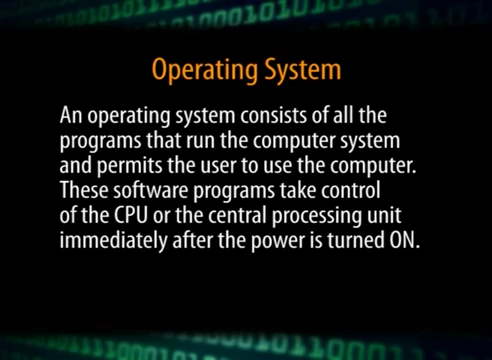 Operating System
An operating system consists of all the
programs that run the computer system
and permits the user to use the computer.
These software programs take control
of the CPU or the central processing unit
immediately after the power is turned ON.